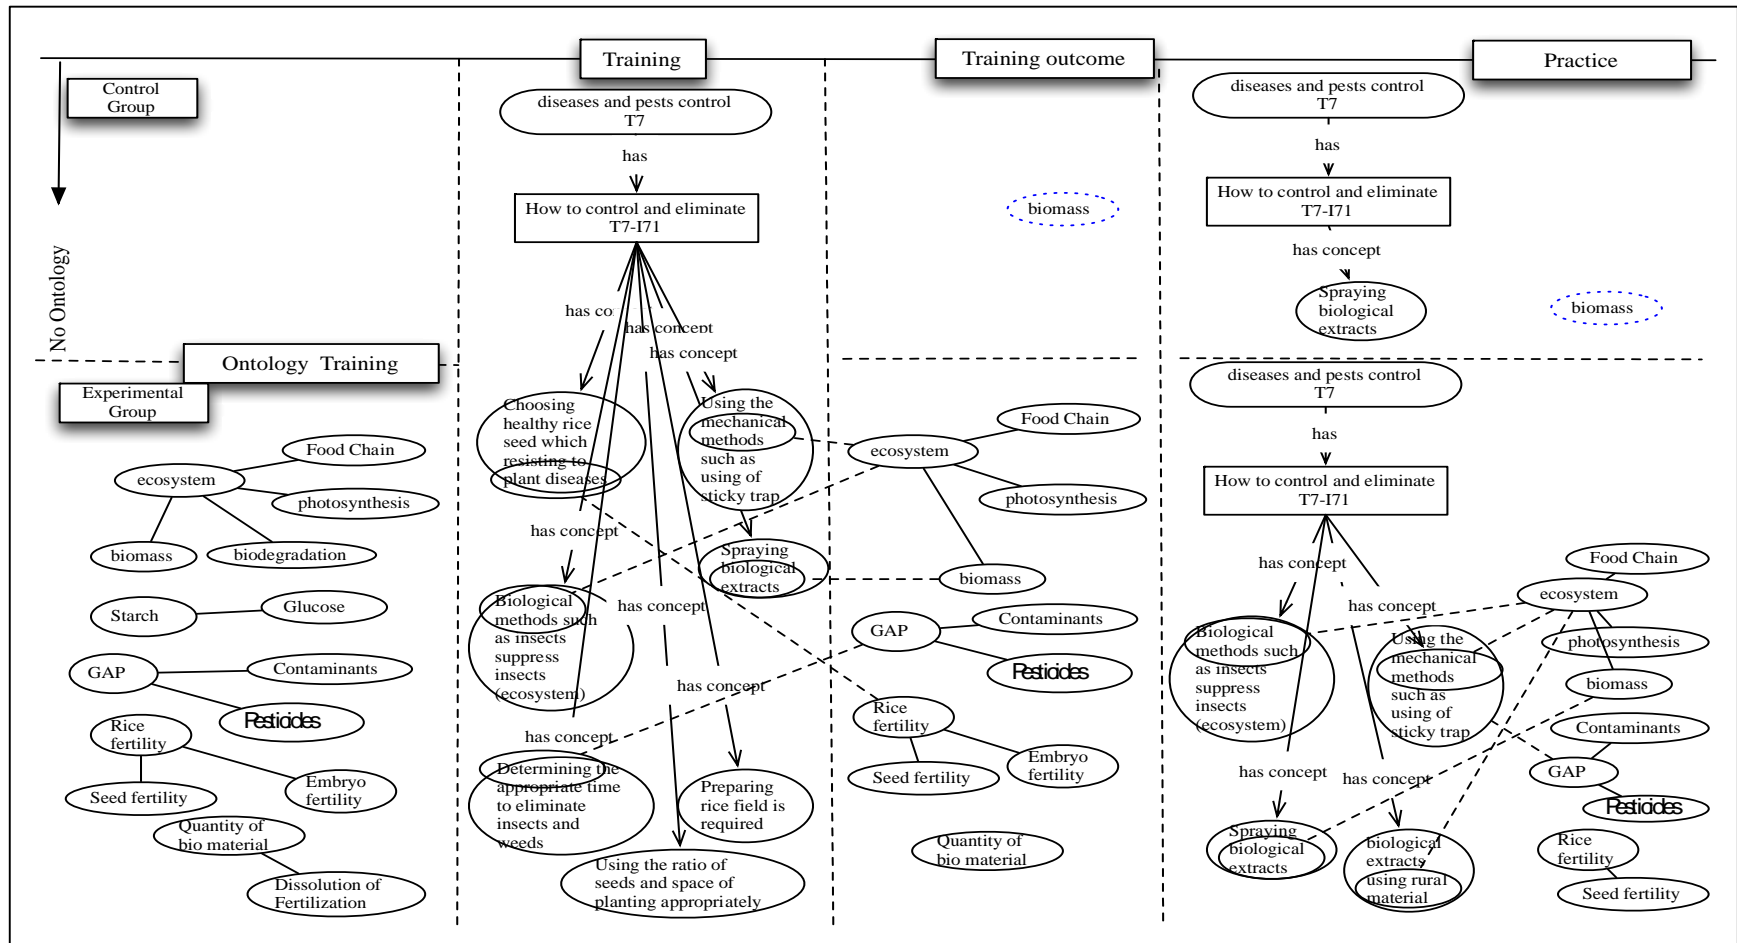 Training
Training outcome
Practice
Control
Group
No Ontology
diseases and pests control
T7
has
How to control and eliminate
T7-I71
has co
has concept
has concept
biomass
diseases and pests control
T7
has
How to control and eliminate
T7-I71
has concept
Spraying
biological
extracts
biomass
Ontology Training
Experimental
Group
Food Chain
ecosystem
photosynthesis
biomass
biodegradation
Starch
Glucose
GAP
Contaminants
Pesticides
Rice
fertility
Seed fertility
Embryo
fertility
Quantity of
bio material
Dissolution of
Fertilization
Choosing
healthy rice
seed which
resisting to
plant diseases
Using the
mechanical
methods
such as
using of
sticky trap
has concept
Spraying
biological
extracts
Biological
methods such
as insects
suppress
insects
(ecosystem)
has concept
has concept
has concept
Determining the
appropriate time
to eliminate
insects and
weeds
Preparing
rice field is
required
Using the ratio of
seeds and space of
planting appropriately
Food Chain
ecosystem
photosynthesis
biomass
GAP
Contaminants
Pesticides
Rice
fertility
Seed fertility
Embryo
fertility
Quantity of
bio material
diseases and pests control
T7
has
How to control and eliminate
T7-I71
has concept
has concept
Biological
methods such
as insects
suppress
insects
(ecosystem)
Using the
mechanical
methods
such as
using of
sticky trap
has concept
has concept
Spraying
biological
extracts
biological
extracts
using rural
material
Food Chain
ecosystem
photosynthesis
biomass
Contaminants
GAP
Pesticides
Rice
fertility
Seed fertility